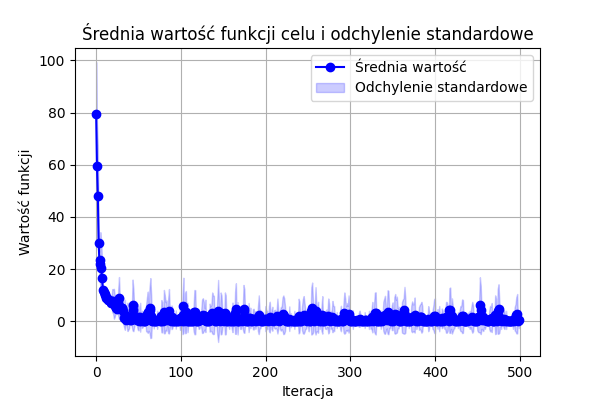 Średnia wartość funkcji celu i odchylenie standardowe
Średnia wartość
Odchylenie standardowe
Wartość funkcji
100
80
60
40
20
0
0 100 200 300 400 500
Iteracja